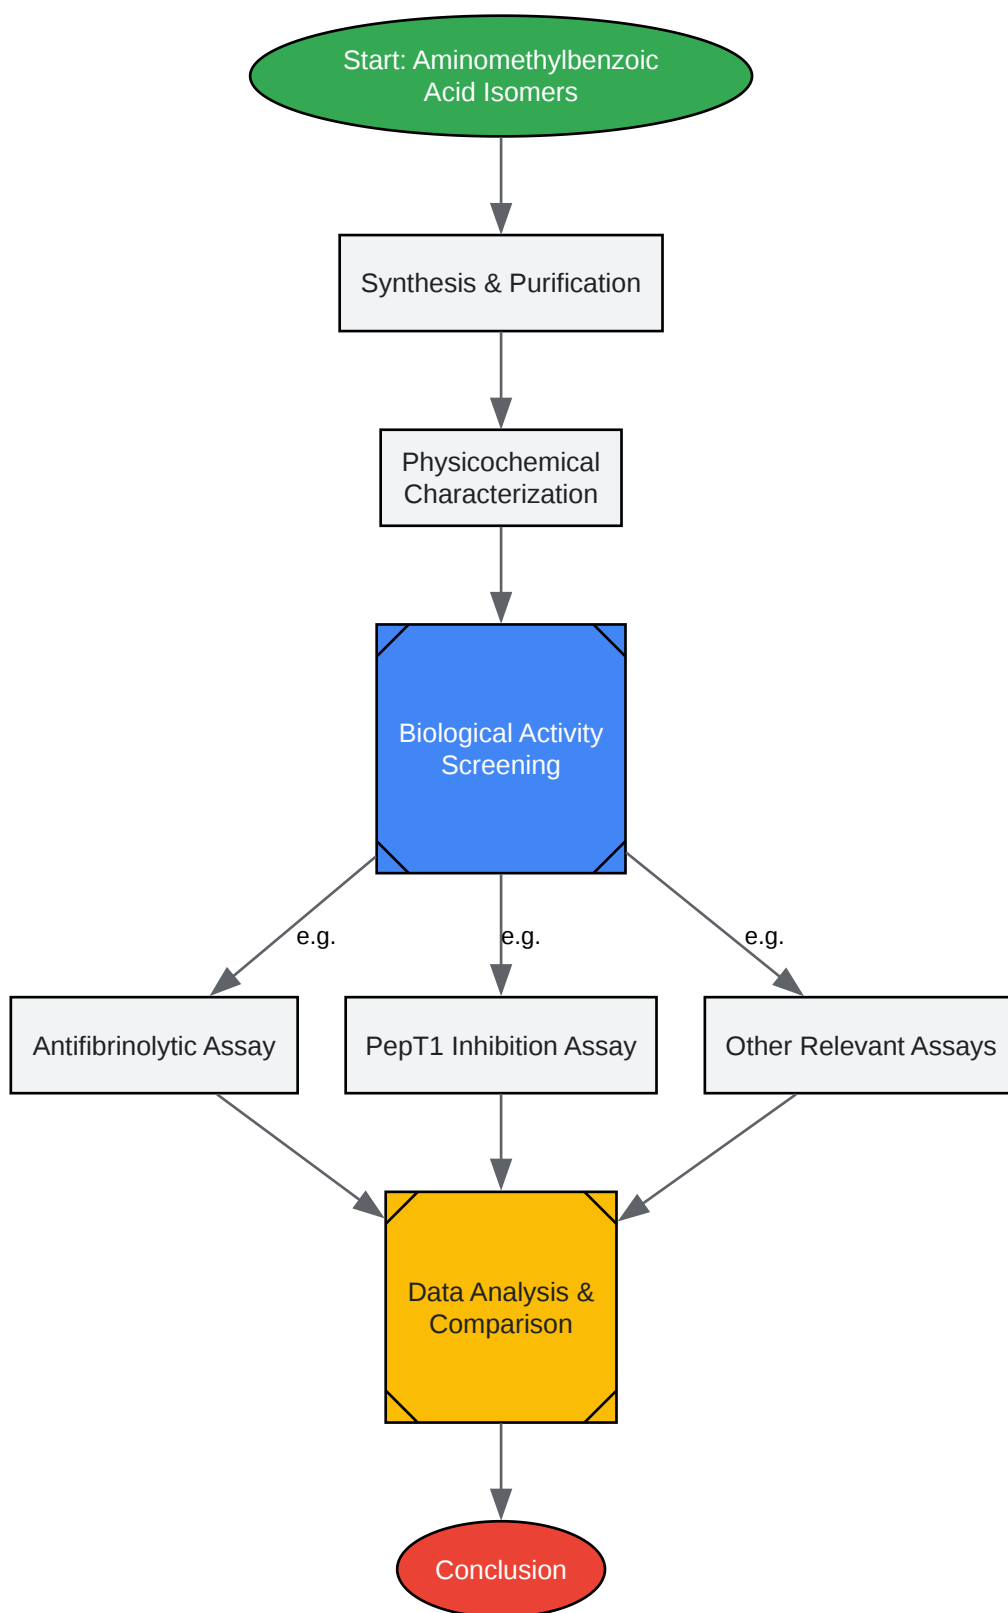 Start: Aminomethylbenzoic
Acid Isomers
Synthesis & Purification
Physicochemical
Characterization
Biological Activity
Screening
e.g.
e.g.
e.g.
Antifibrinolytic Assay
PepT1 Inhibition Assay
Other Relevant Assays
Data Analysis &
Comparison
Conclusion